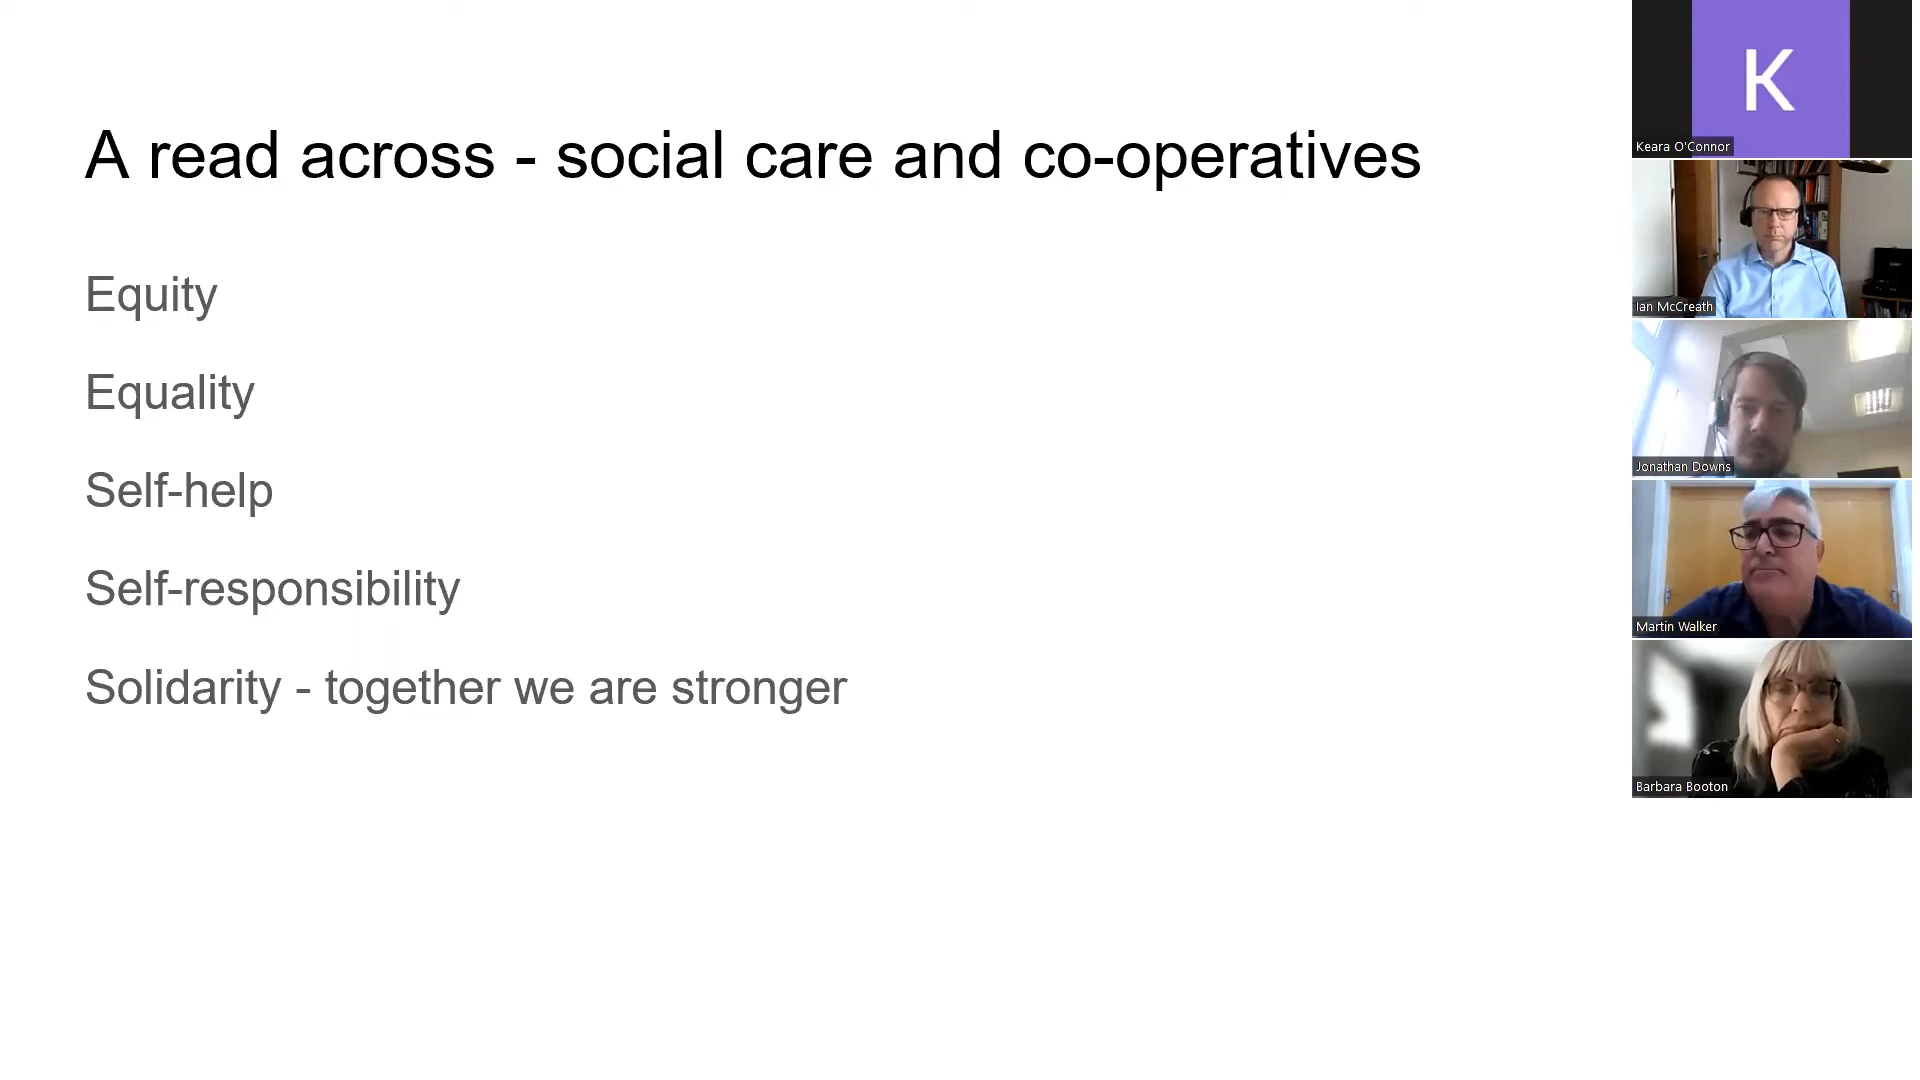 A read across - social care and co-operatives
Equity
Equality
Self-help
Self-responsibility
Solidarity - together we are stronger
K
Keara O'Connor
Ian McCreath
Jonathan Downs
Martin Walker
Barbara Booton